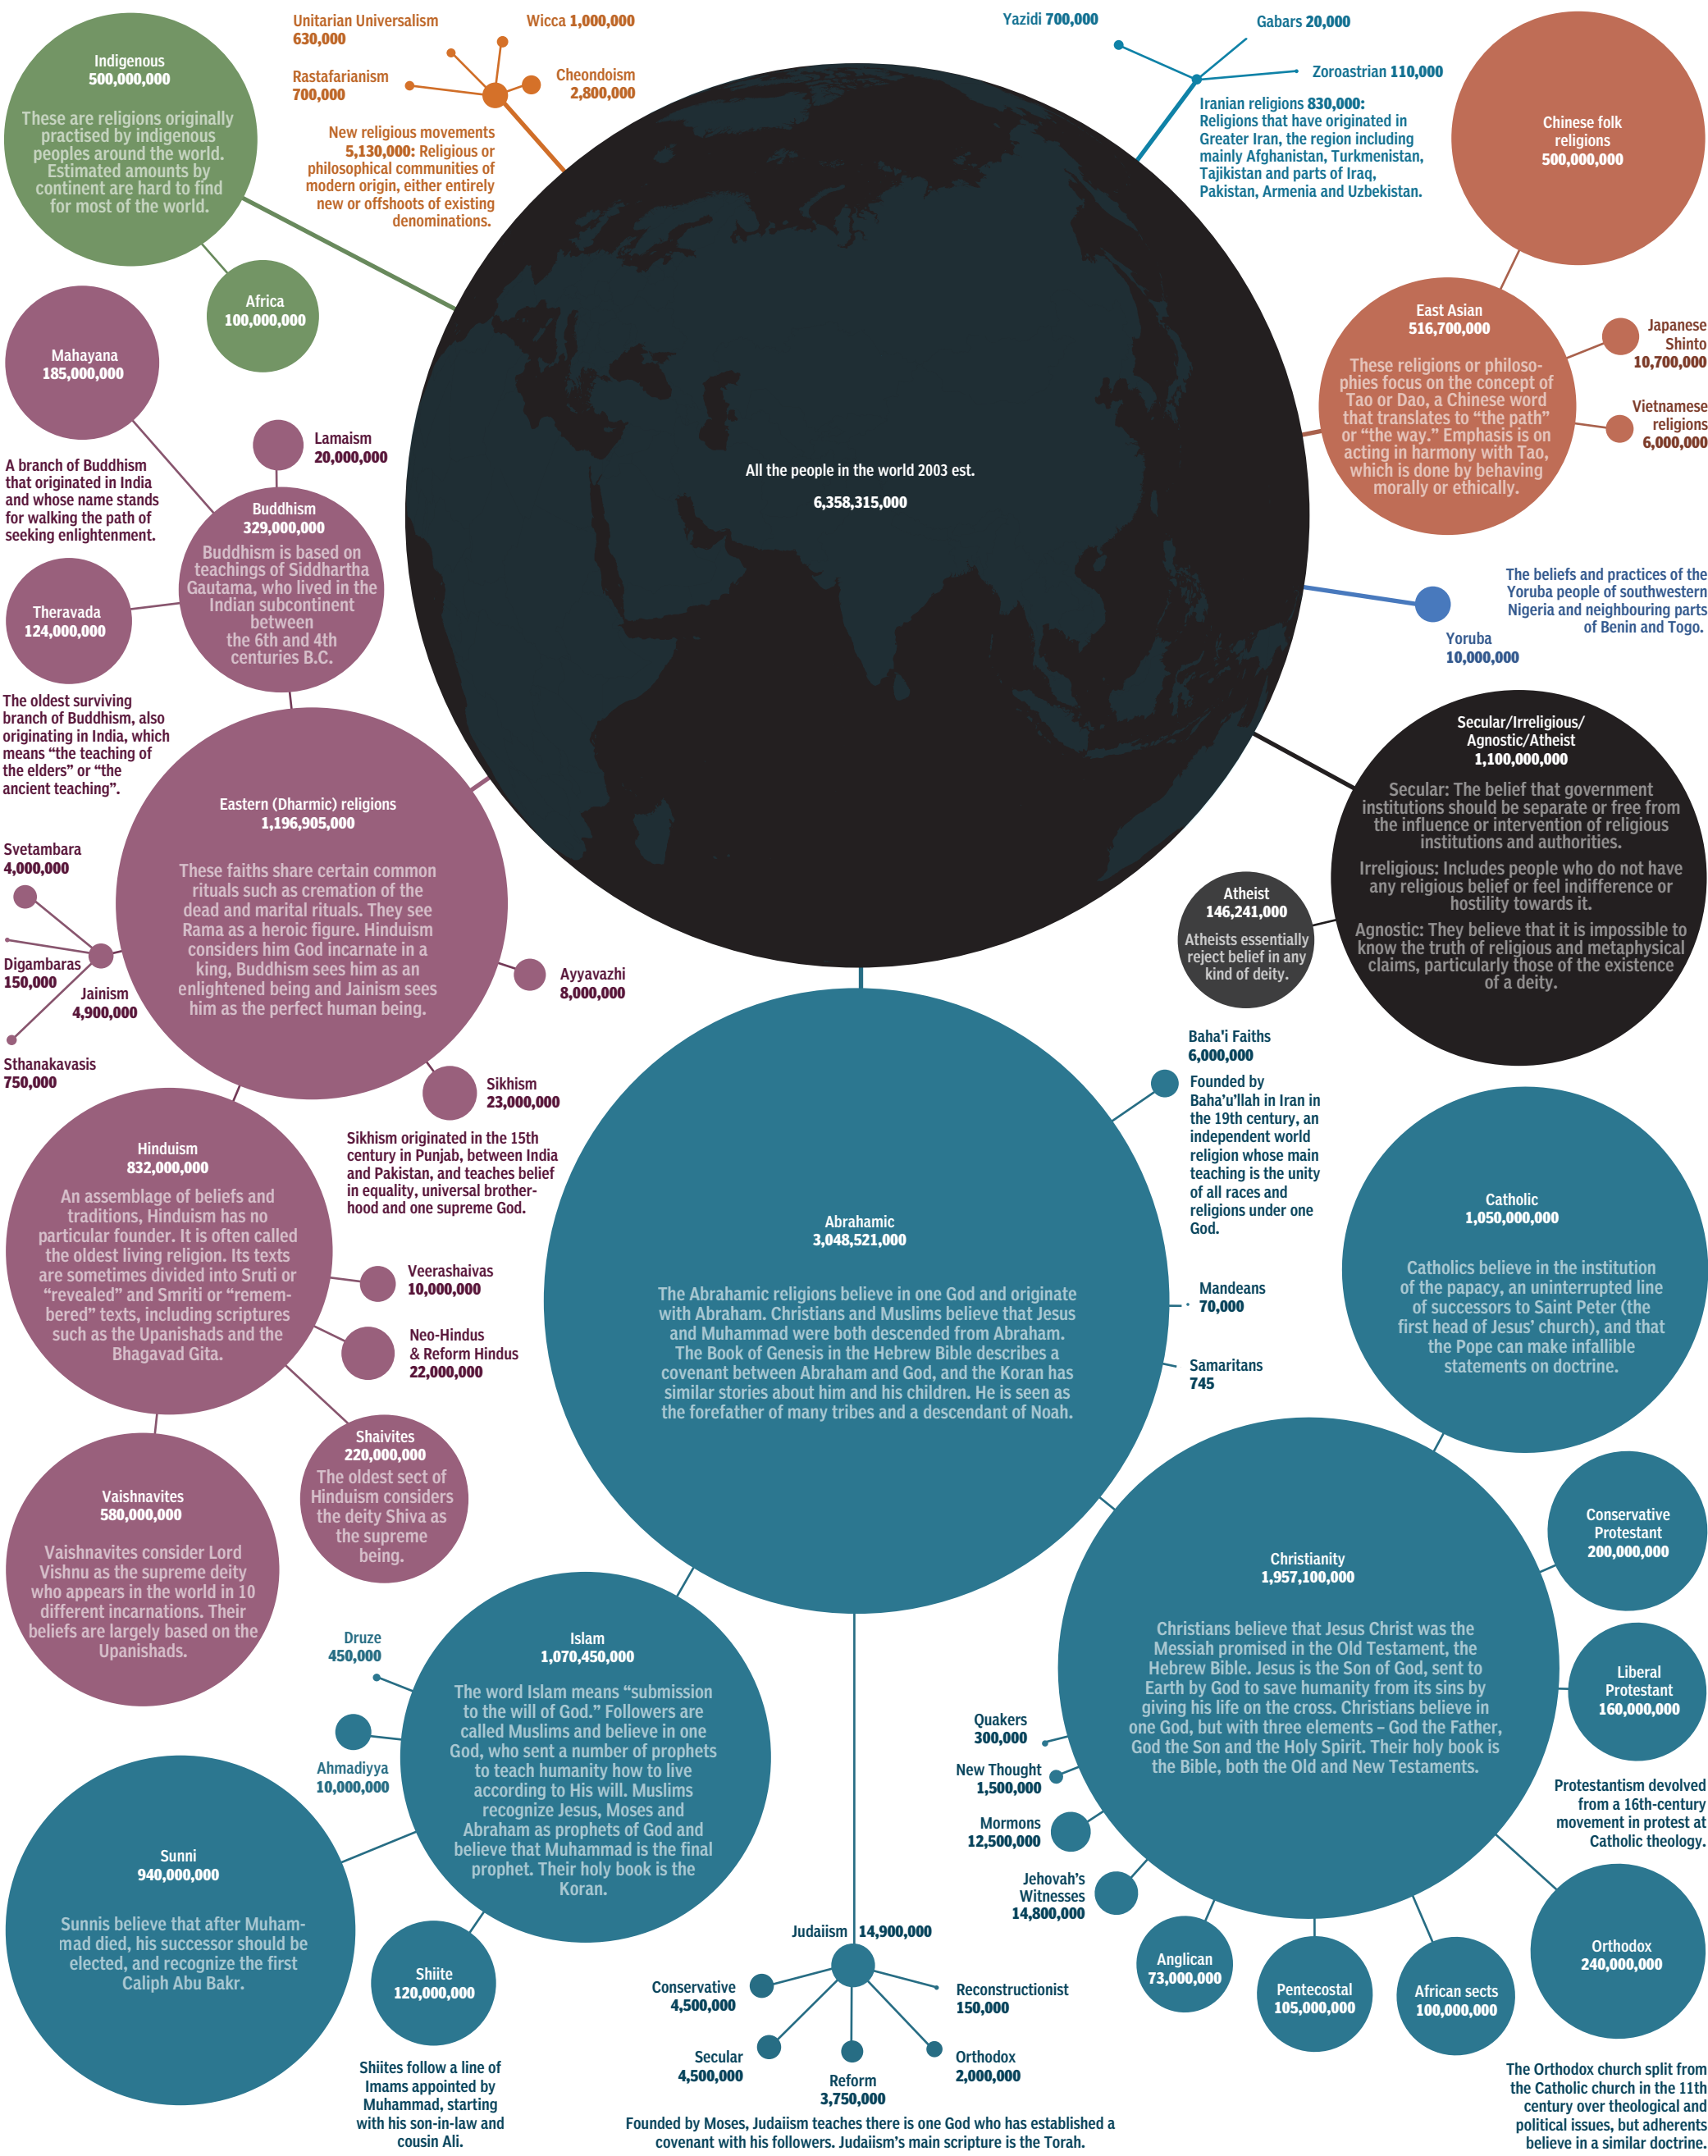 Indigenous
500,000,000
These are religions originally
practised by indigenous
peoples around the world.
Estimated amounts by
continent are hard to find
for most of the world.
Africa
100,000,000
Unitarian Universalism
630,000
Wicca 1,000,000
Rastafarianism
700,000
Cheondoism
2,800,000
New religious movements
5,130,000: Religious or
philosophical communities of
modern origin, either entirely
new or offshoots of existing
denominations.
Yazidi 700,000
Gabars 20,000
Zoroastrian 110,000
Iranian religions 830,000:
Religions that have originated in
Greater Iran, the region including
mainly Afghanistan, Turkmenistan,
Tajikistan and parts of Iraq,
Pakistan, Armenia and Uzbekistan.
Chinese folk
religions
500,000,000
East Asian
516,700,000
These religions or philoso-
phies focus on the concept of
Tao or Dao, a Chinese word
that translates to “the path”
or “the way.” Emphasis is on
acting in harmony with Tao,
which is done by behaving
morally or ethically.
Japanese
Shinto
10,700,000
Vietnamese
religions
6,000,000
All the people in the world 2003 est.
6,358,315,000
Mahayana
185,000,000
A branch of Buddhism
that originated in India
and whose name stands
for walking the path of
seeking enlightenment.
Lamaism
20,000,000
Buddhism
329,000,000
Buddhism is based on
teachings of Siddhartha
Gautama, who lived in the
Indian subcontinent
between
the 6th and 4th
centuries B.C.
Theravada
124,000,000
The oldest surviving
branch of Buddhism, also
originating in India, which
means “the teaching of
the elders” or “the
ancient teaching”.
The beliefs and practices of the
Yoruba people of southwestern
Nigeria and neighbouring parts
of Benin and Togo.
Yoruba
10,000,000
Secular/Irreligious/
Agnostic/Atheist
1,100,000,000
Secular: The belief that government
institutions should be separate or free from
the influence or intervention of religious
institutions and authorities.
Irreligious: Includes people who do not have
any religious belief or feel indifference or
hostility towards it.
Agnostic: They believe that it is impossible to
know the truth of religious and metaphysical
claims, particularly those of the existence
of a deity.
Atheist
146,241,000
Atheists essentially
reject belief in any
kind of deity.
Eastern (Dharmic) religions
1,196,905,000
These faiths share certain common
rituals such as cremation of the
dead and marital rituals. They see
Rama as a heroic figure. Hinduism
considers him God incarnate in a
king, Buddhism sees him as an
enlightened being and Jainism sees
him as the perfect human being.
Svetambara
4,000,000
Digambaras
150,000
Jainism
4,900,000
Sthanakavasis
750,000
Ayyavazhi
8,000,000
Sikhism
23,000,000
Sikhism originated in the 15th
century in Punjab, between India
and Pakistan, and teaches belief
in equality, universal brother-
hood and one supreme God.
Hinduism
832,000,000
An assemblage of beliefs and
traditions, Hinduism has no
particular founder. It is often called
the oldest living religion. Its texts
are sometimes divided into Sruti or
“revealed” and Smriti or “remem-
bered” texts, including scriptures
such as the Upanishads and the
Bhagavad Gita.
Veerashaivas
10,000,000
Neo-Hindus
& Reform Hindus
22,000,000
Shaivites
220,000,000
The oldest sect of
Hinduism considers
the deity Shiva as
the supreme
being.
Vaishnavites
580,000,000
Vaishnavites consider Lord
Vishnu as the supreme deity
who appears in the world in 10
different incarnations. Their
beliefs are largely based on the
Upanishads.
Abrahamic
3,048,521,000
The Abrahamic religions believe in one God and originate
with Abraham. Christians and Muslims believe that Jesus
and Muhammad were both descended from Abraham.
The Book of Genesis in the Hebrew Bible describes a
covenant between Abraham and God, and the Koran has
similar stories about him and his children. He is seen as
the forefather of many tribes and a descendant of Noah.
Baha'i Faiths
6,000,000
Founded by
Baha’u’llah in Iran in
the 19th century, an
independent world
religion whose main
teaching is the unity
of all races and
religions under one
God.
Mandeans
70,000
Samaritans
745
Catholic
1,050,000,000
Catholics believe in the institution
of the papacy, an uninterrupted line
of successors to Saint Peter (the
first head of Jesus’ church), and that
the Pope can make infallible
statements on doctrine.
Christianity
1,957,100,000
Christians believe that Jesus Christ was the
Messiah promised in the Old Testament, the
Hebrew Bible. Jesus is the Son of God, sent to
Earth by God to save humanity from its sins by
giving his life on the cross. Christians believe in
one God, but with three elements – God the Father,
God the Son and the Holy Spirit. Their holy book is
the Bible, both the Old and New Testaments.
Conservative
Protestant
200,000,000
Liberal
Protestant
160,000,000
Protestantism devolved
from a 16th-century
movement in protest at
Catholic theology.
Quakers
300,000
New Thought
1,500,000
Mormons
12,500,000
Jehovah’s
Witnesses
14,800,000
Anglican
73,000,000
Pentecostal
105,000,000
African sects
100,000,000
Orthodox
240,000,000
The Orthodox church split from
the Catholic church in the 11th
century over theological and
political issues, but adherents
believe in a similar doctrine.
Islam
1,070,450,000
The word Islam means “submission
to the will of God.” Followers are
called Muslims and believe in one
God, who sent a number of prophets
to teach humanity how to live
according to His will. Muslims
recognize Jesus, Moses and
Abraham as prophets of God and
believe that Muhammad is the final
prophet. Their holy book is the
Koran.
Druze
450,000
Ahmadiyya
10,000,000
Sunni
940,000,000
Sunnis believe that after Muham-
mad died, his successor should be
elected, and recognize the first
Caliph Abu Bakr.
Shiite
120,000,000
Shiites follow a line of
Imams appointed by
Muhammad, starting
with his son-in-law and
cousin Ali.
Judaiism 14,900,000
Conservative
4,500,000
Secular
4,500,000
Reform
3,750,000
Orthodox
2,000,000
Reconstructionist
150,000
Founded by Moses, Judaiism teaches there is one God who has established a
covenant with his followers. Judaiism’s main scripture is the Torah.